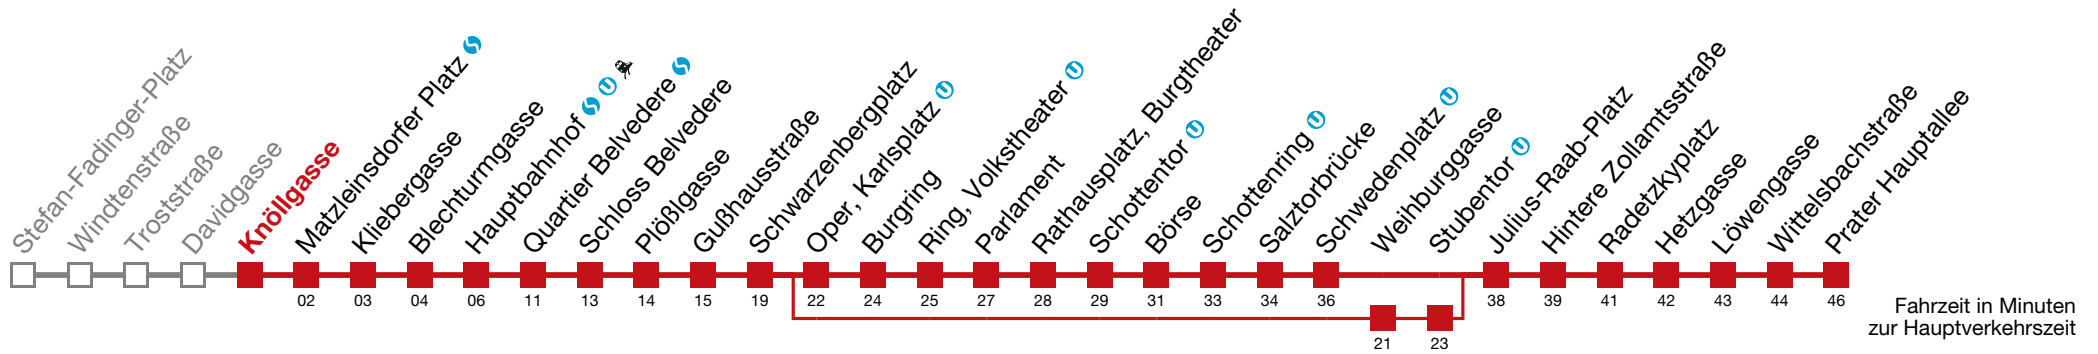 Stefan-Fadinger-Platz
Windtenstraße
Troststraße
Davidgasse
Knöllgasse
Matzleinsdorfer Platz
Kliebergasse
Blechturmgasse
Hauptbahnhof
Quartier Belvedere
Schloss Belvedere
Plößlgasse
Gußhausstraße
Schwarzenbergplatz
Oper, Karlsplatz
Burgring
Ring, Volkstheater
Parlament
Rathausplatz, Burgtheater
Schottentor
Börse
Schottenring
Salztorbrücke
Schwedenplatz
Weihburggasse
Stubentor
Julius-Raab-Platz
Hintere Zollamtsstraße
Radetzkyplatz
Hetzgasse
Löwengasse
Wittelsbachstraße
Prater Hauptallee
02 03 04 06 11 13 14 15 19 22 24 25 27 28 29 31 33 34 36 38 39 41 42 43 44 46
21 23
Fahrzeit in Minuten
zur Hauptverkehrszeit